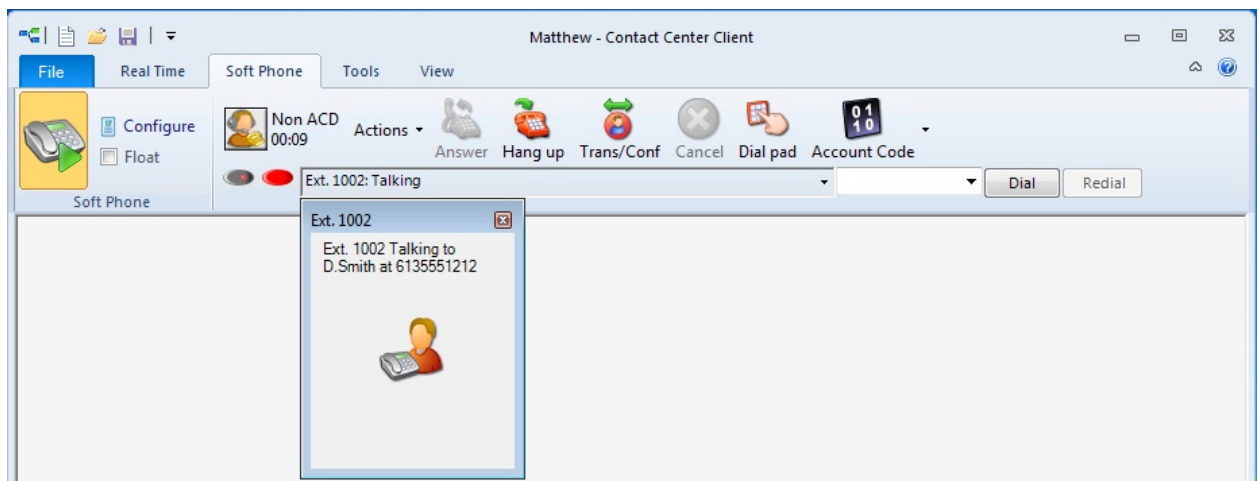 Matthew - Contact Center Client
File Real Time Soft Phone Tools View
Configure
Float
Soft Phone
Non ACD
00:09
Actions
Answer Hang up Trans/Conf Cancel Dial pad Account Code
01
10
Ext. 1002: Talking
Dial Redial
Ext. 1002
Ext. 1002 Talking to
D.Smith at 6135551212